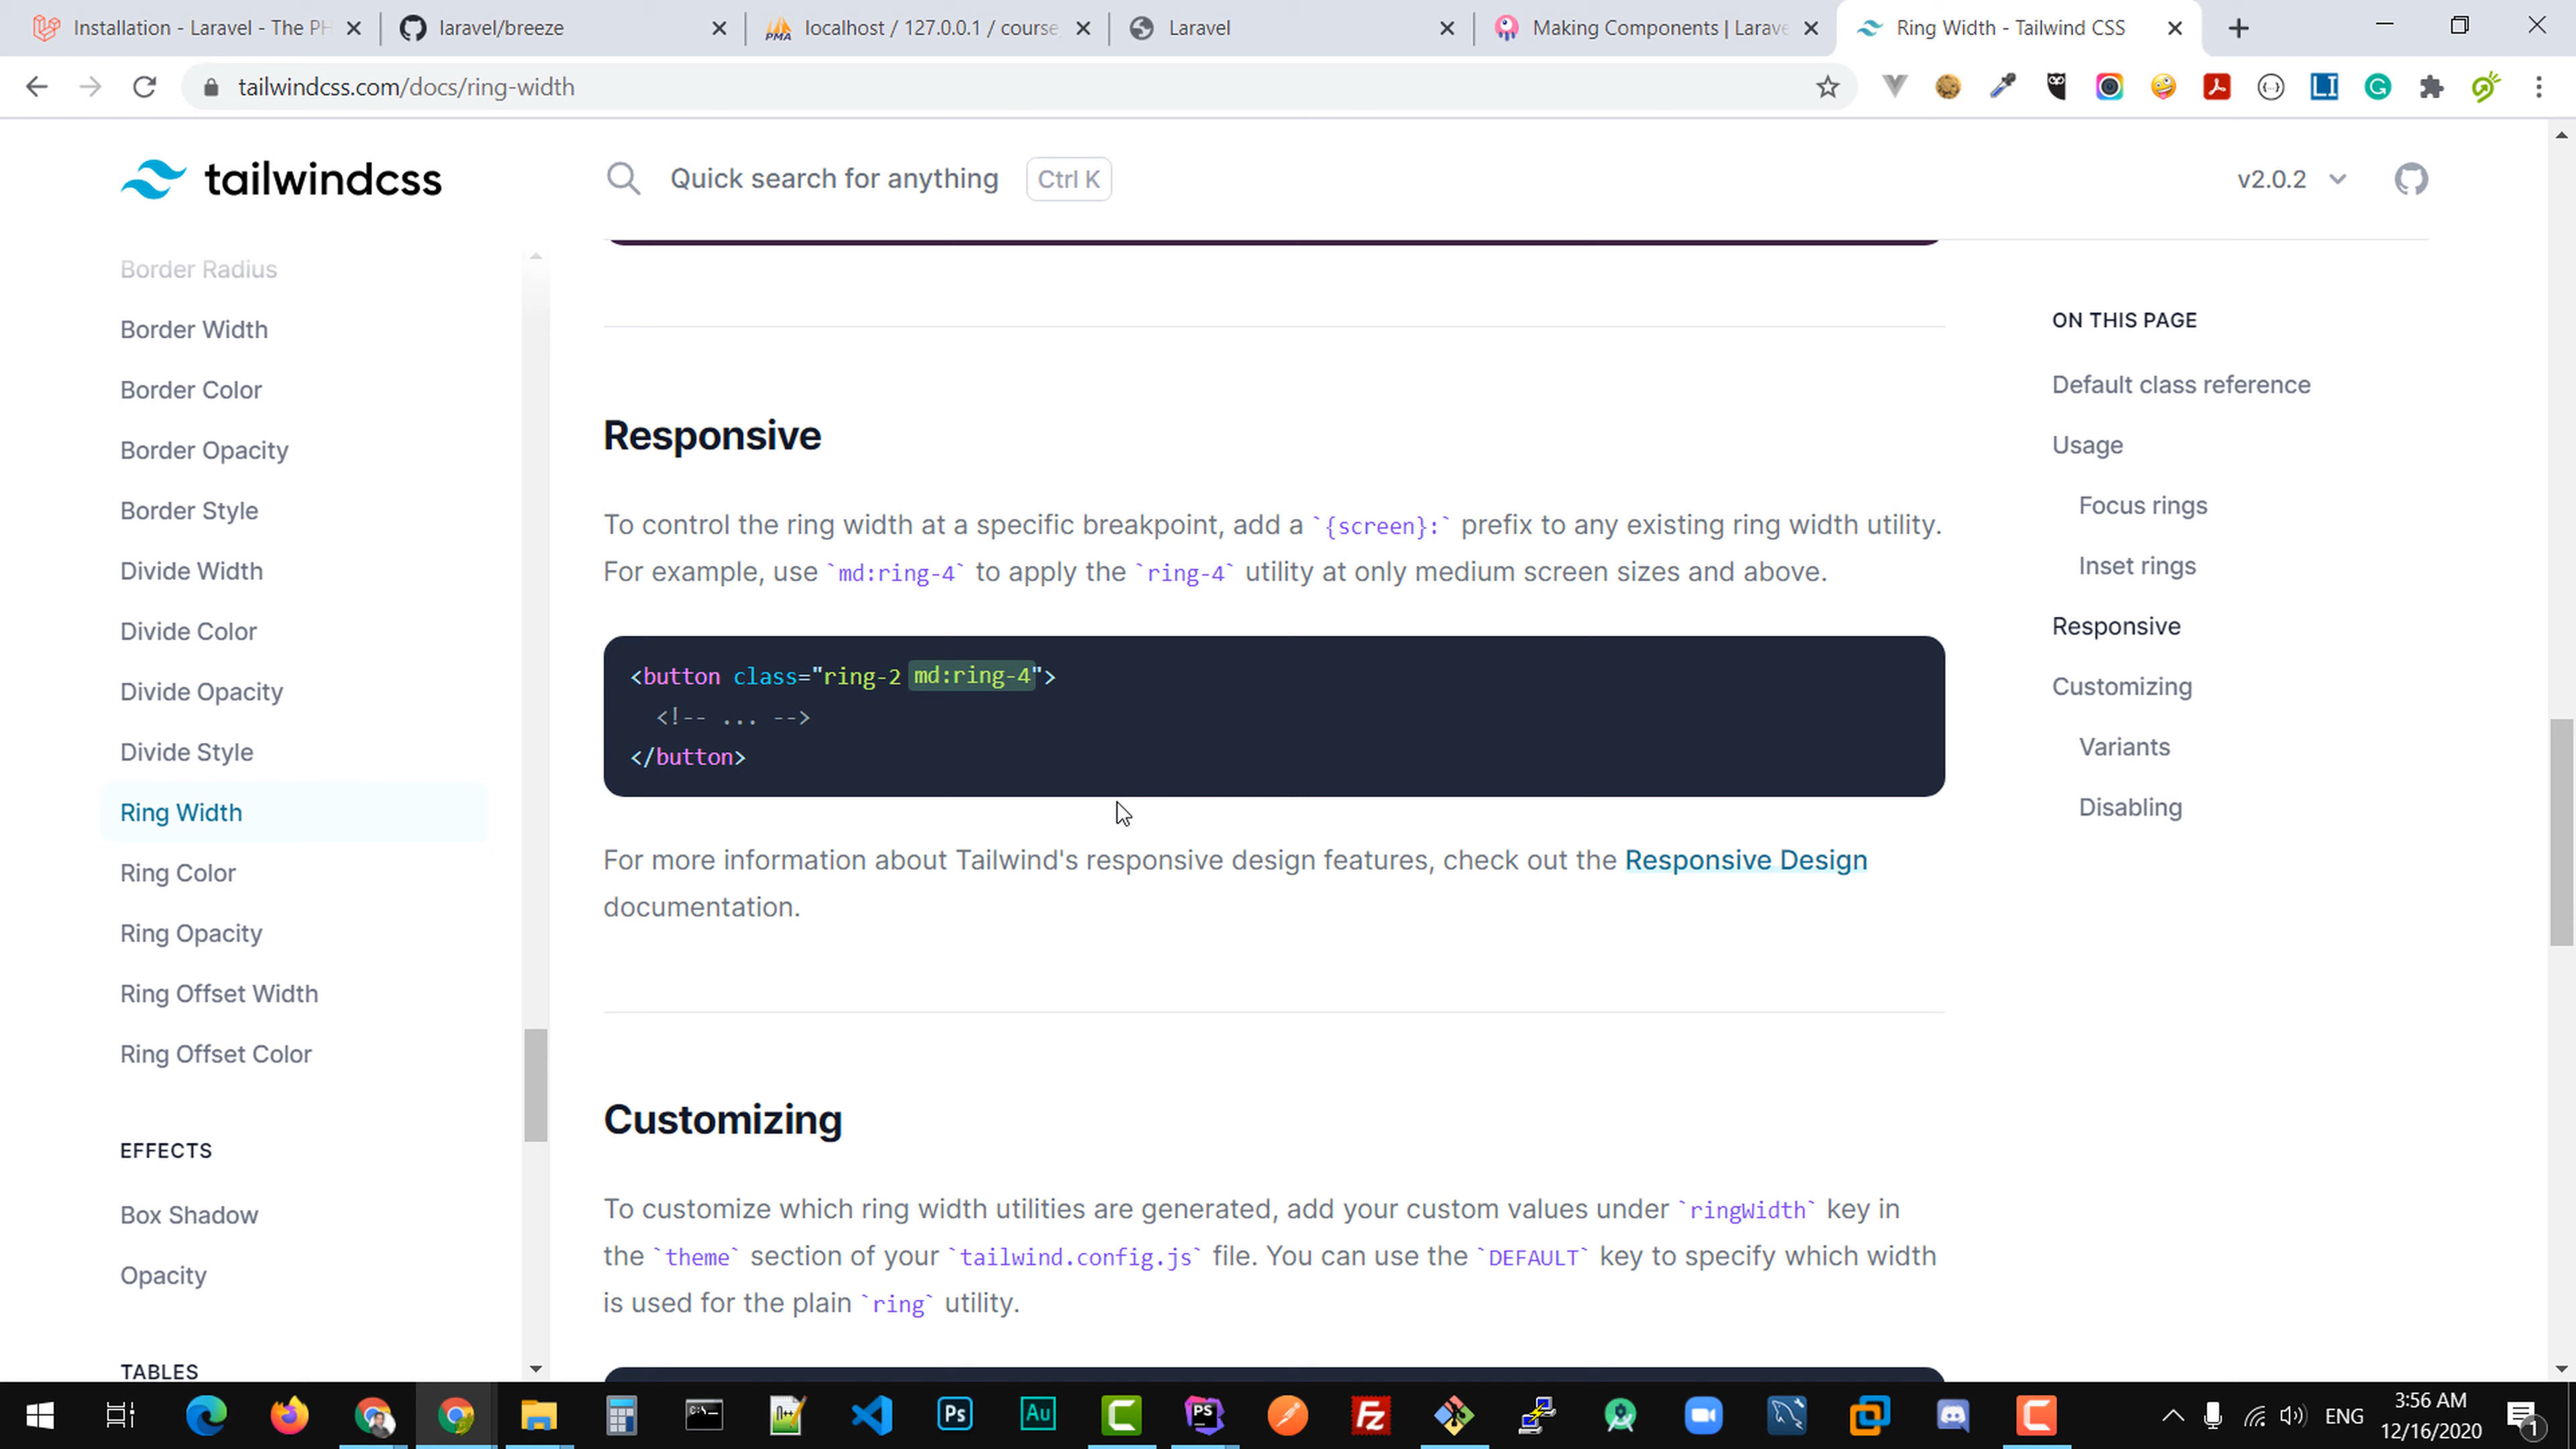 Installation - Laravel - The PH
laravel/breeze
localhost / 127.0.0.1 / course_
Laravel
Making Components | Larave
Ring Width - Tailwind CSS
tailwindcss.com/docs/ring-width
tailwindcss
Quick search for anything
Ctrl K
v2.0.2
Border Radius
Border Width
Border Color
Border Opacity
Border Style
Divide Width
Divide Color
Divide Opacity
Divide Style
Ring Width
Ring Color
Ring Opacity
Ring Offset Width
Ring Offset Color
EFFECTS
Box Shadow
Opacity
TABLES
Responsive
To control the ring width at a specific breakpoint, add a `{screen}:` prefix to any existing ring width utility.
For example, use `md:ring-4` to apply the `ring-4` utility at only medium screen sizes and above.
<button class="ring-2 md:ring-4">
<!-- ... -->
</button>
For more information about Tailwind's responsive design features, check out the Responsive Design
documentation.
Customizing
To customize which ring width utilities are generated, add your custom values under `ringWidth` key in
the `theme` section of your `tailwind.config.js` file. You can use the `DEFAULT` key to specify which width
is used for the plain `ring` utility.
ON THIS PAGE
Default class reference
Usage
Focus rings
Inset rings
Responsive
Customizing
Variants
Disabling
ENG
3:56 AM
12/16/2020
1